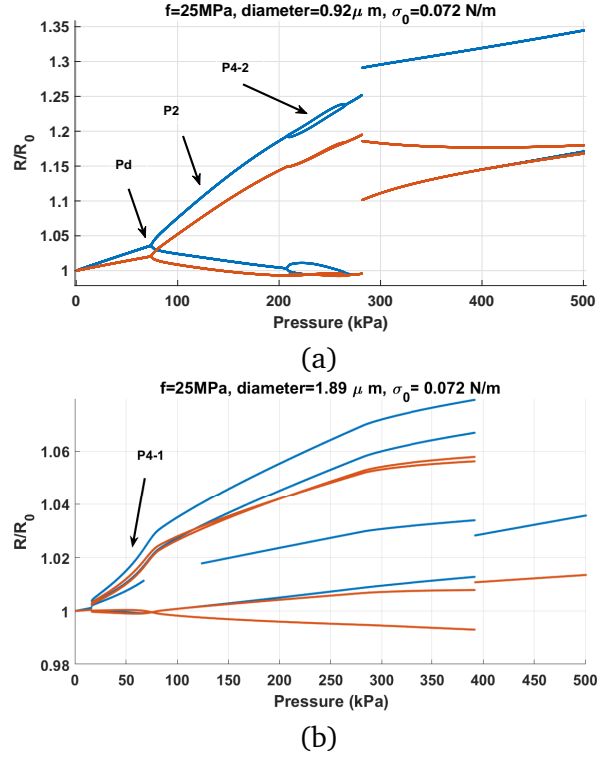 f=25MPa, diameter=0.92μ m, σ0=0.072 N/m
1.35
1.3
1.25
1.2
1.15
1.1
1.05
1
R/R0
P4-2
P2
Pd
0 100 200 300 400 500
Pressure (kPa)
(a)
f=25MPa, diameter=1.89 μ m, σ0= 0.072 N/m
1.06
1.04
1.02
1
0.98
R/R0
P4-1
0 50 100 150 200 250 300 350 400 450 500
Pressure (kPa)
(b)